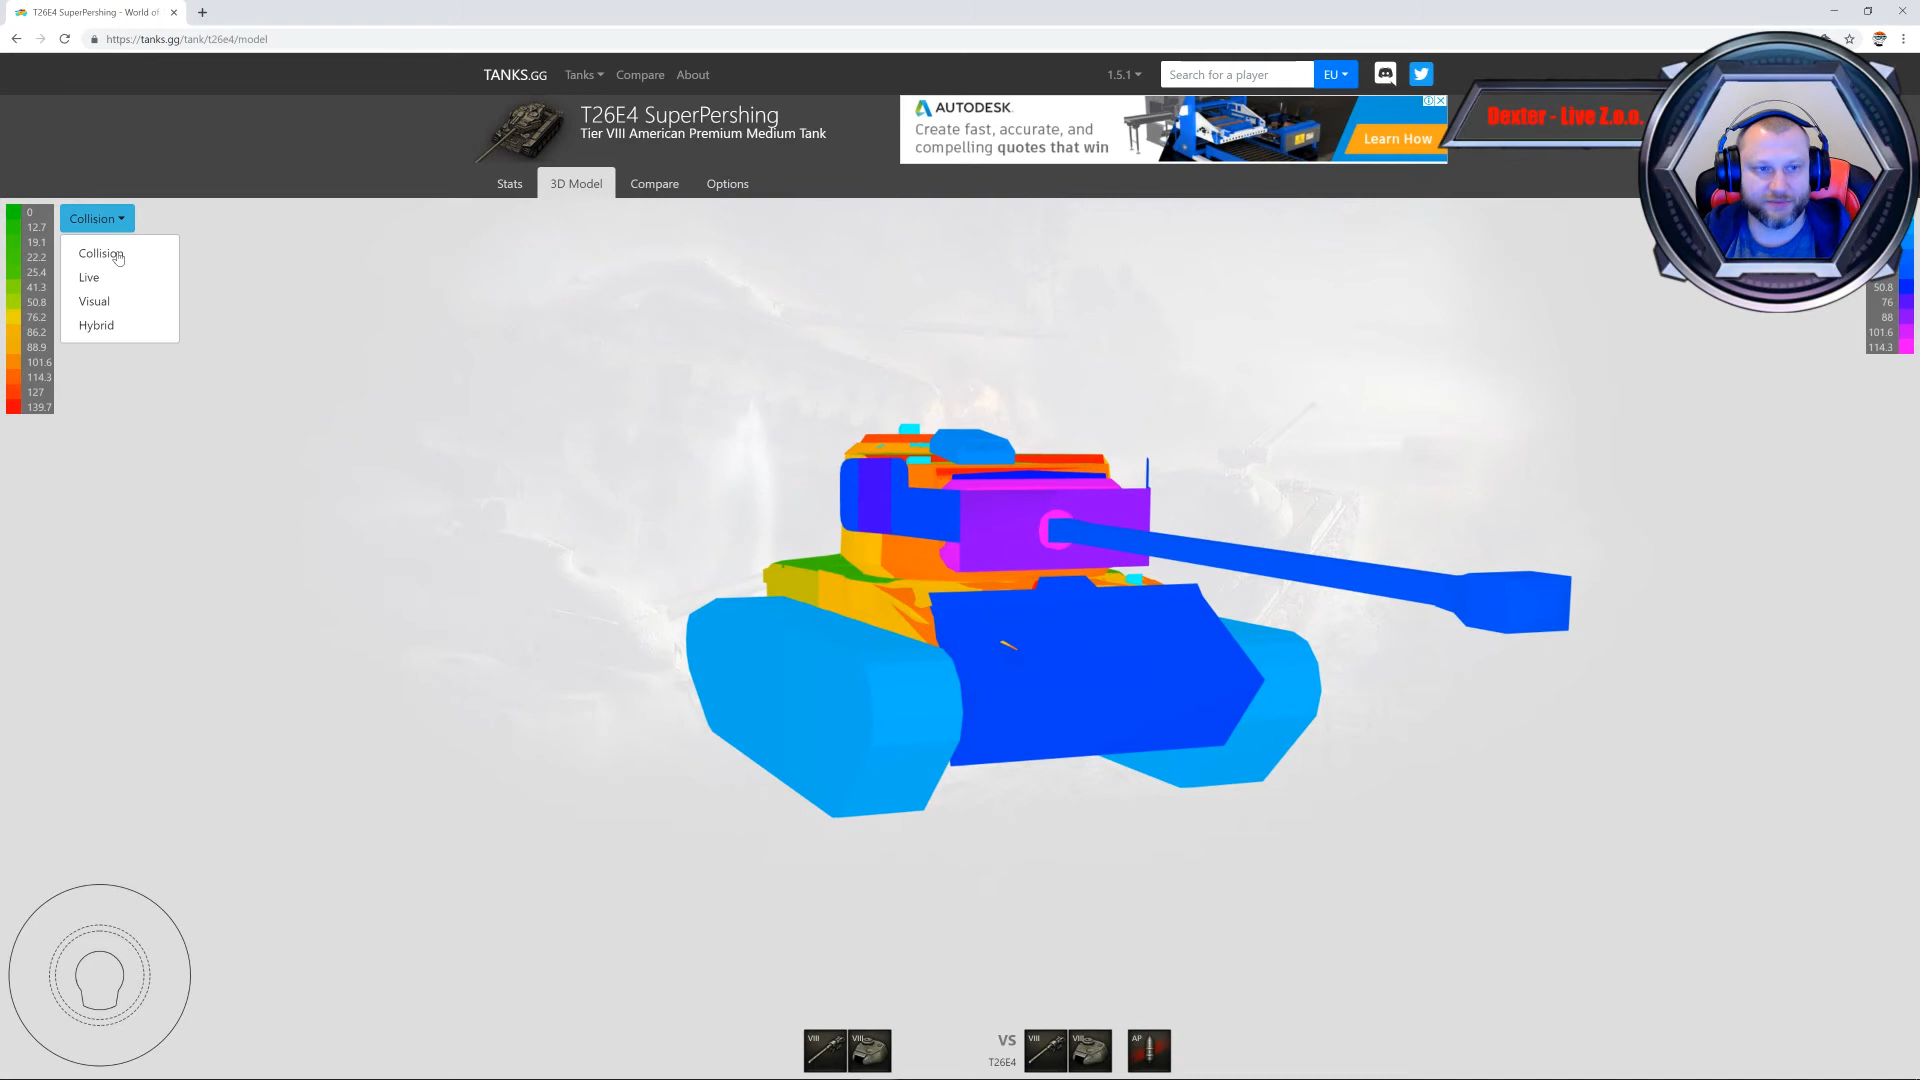 T26E4 SuperPershing - World of
https://tanks.gg/tank/t26e4/model
TANKS.GG
Tanks
Compare
About
1.5.1
Search for a player
EU
T26E4 SuperPershing
Tier VIII American Premium Medium Tank
AUTODESK.
Create fast, accurate, and
compelling quotes that win
Learn How
Dexter - Live Z.o.o.
Stats
3D Model
Compare
Options
0
12.7
19.1
22.2
25.4
41.3
50.8
76.2
86.2
88.9
101.6
114.3
127
139.7
Collision
Collision
Live
Visual
Hybrid
50.8
76
88
101.6
114.3
VIII
VIII
VS
T26E4
VIII
VIII
AP